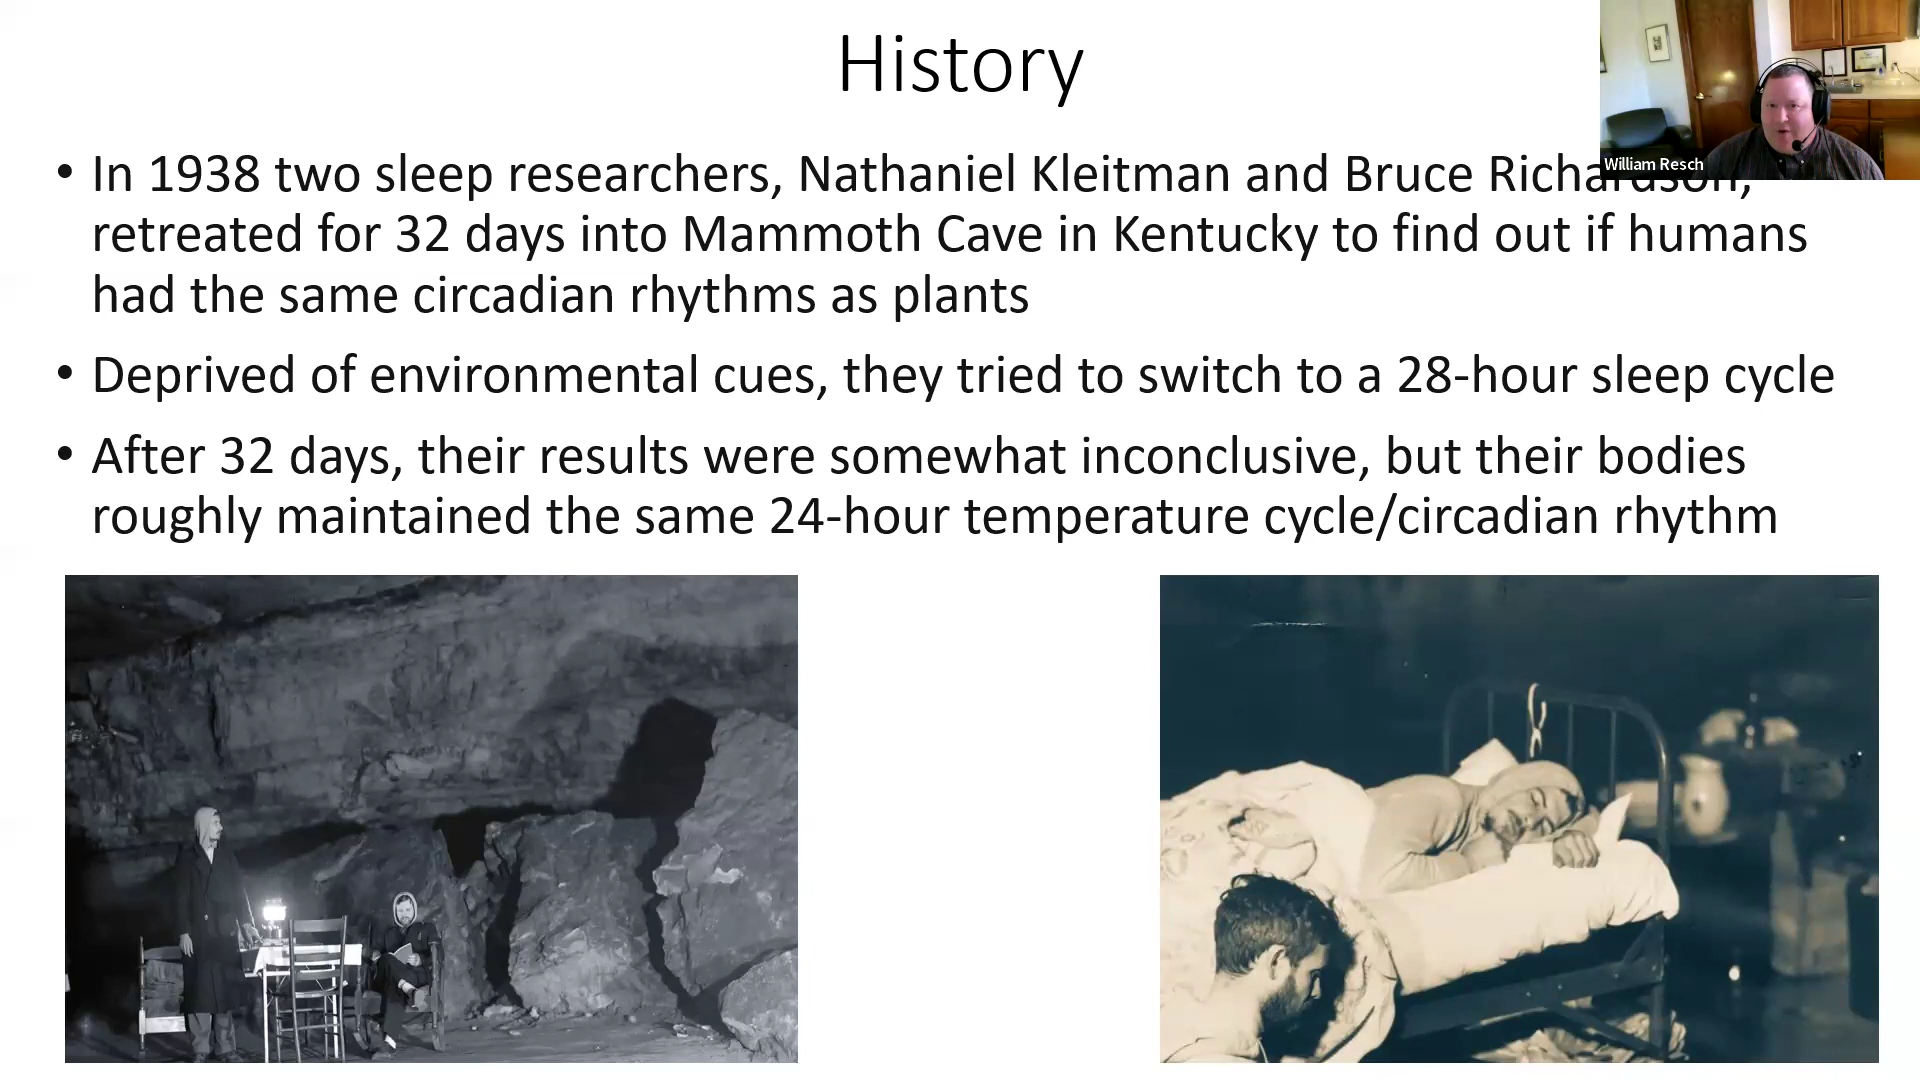 History
• In 1938 two sleep researchers, Nathaniel Kleitman and Bruce Richardson,
retreated for 32 days into Mammoth Cave in Kentucky to find out if humans
had the same circadian rhythms as plants
• Deprived of environmental cues, they tried to switch to a 28-hour sleep cycle
• After 32 days, their results were somewhat inconclusive, but their bodies
roughly maintained the same 24-hour temperature cycle/circadian rhythm
William Resch